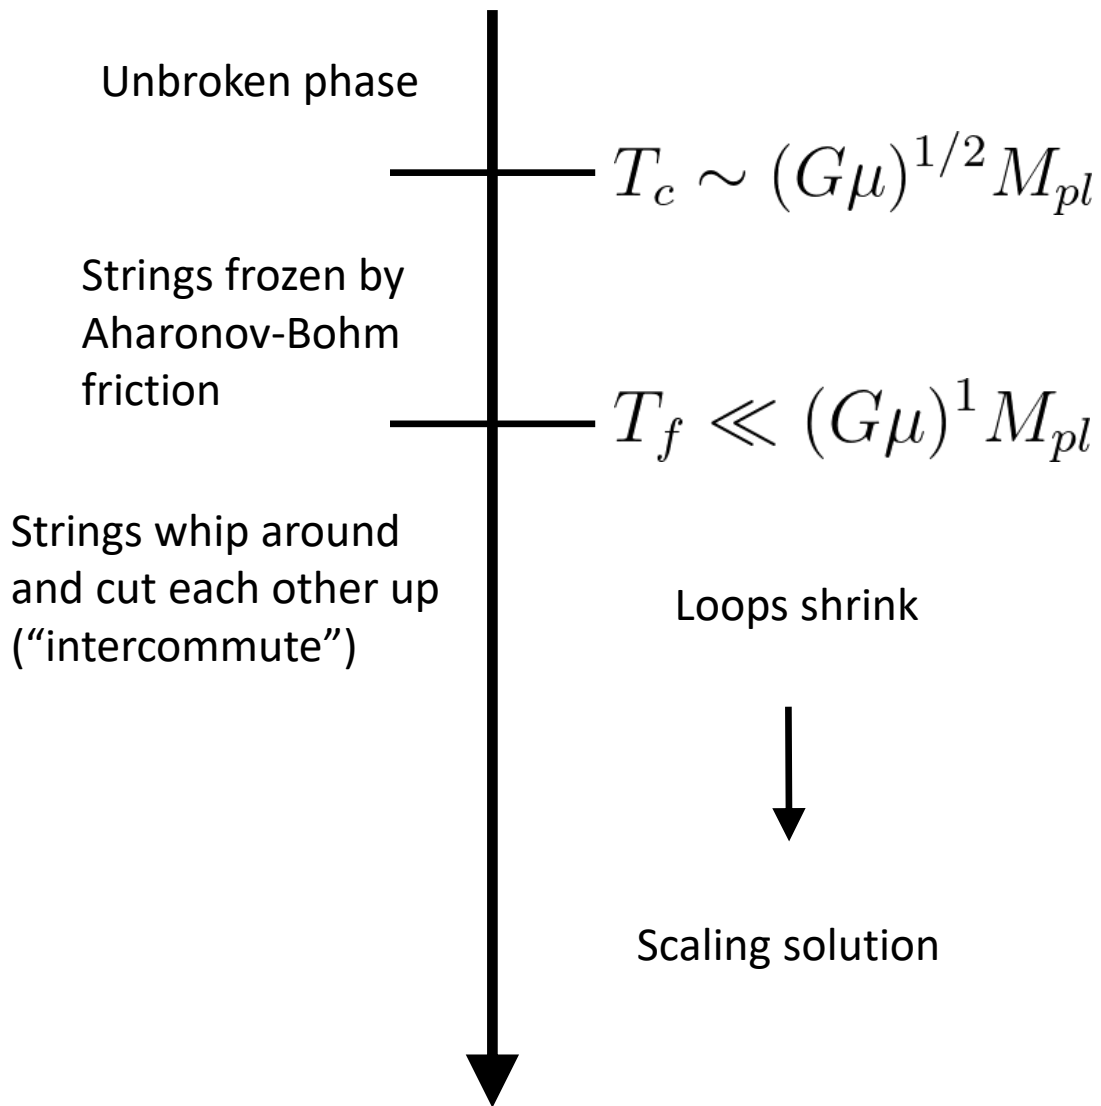 Unbroken phase
T_c ∼ (Gμ)^{1/2} M_{pl}
Strings frozen by
Aharonov-Bohm
friction
T_f ≪ (Gμ)^1 M_{pl}
Strings whip around
and cut each other up
(“intercommute”)
Loops shrink
Scaling solution